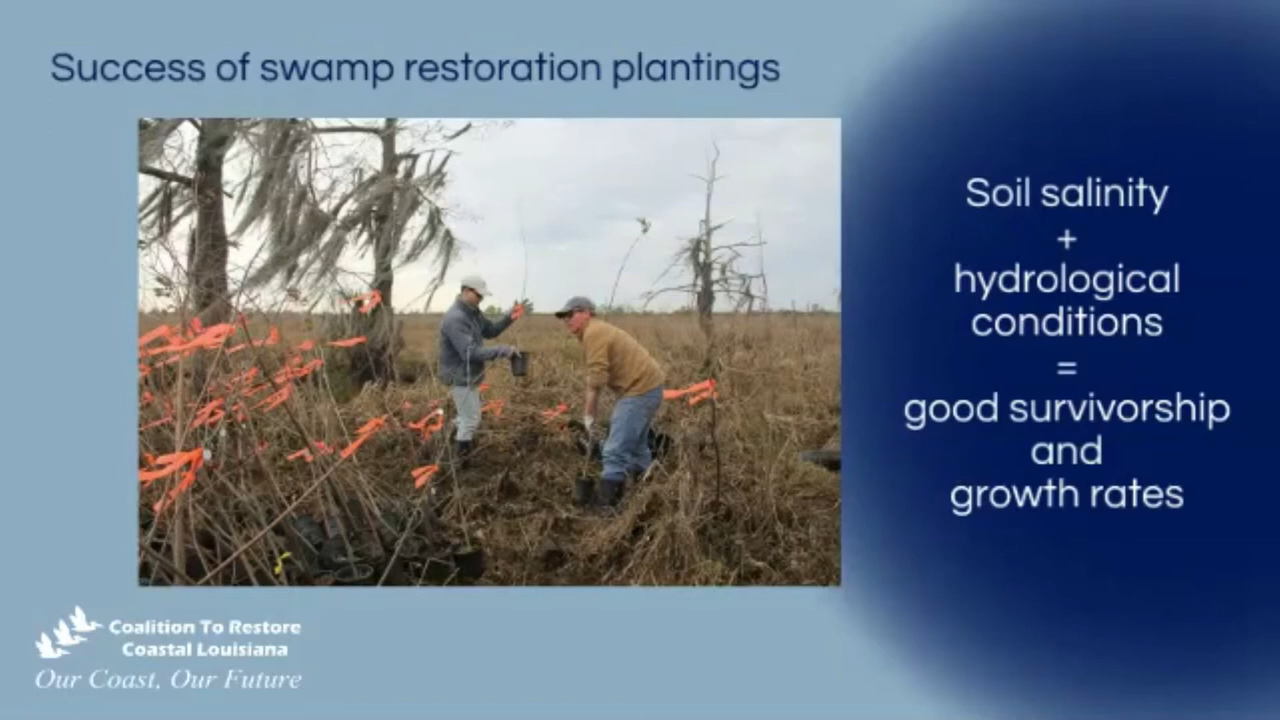 Success of swamp restoration plantings
Soil salinity
+
hydrological
conditions
=
good survivorship
and
growth rates
Coalition To Restore
Coastal Louisiana
Our Coast, Our Future